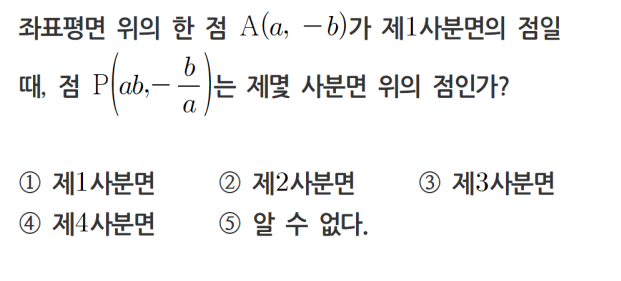 좌표평면 위의 한 점 A(a, −b)가 제1사분면의 점일
때, 점 P(ab, −b/a)는 제몇 사분면 위의 점인가?
① 제1사분면 ② 제2사분면 ③ 제3사분면
④ 제4사분면 ⑤ 알 수 없다.